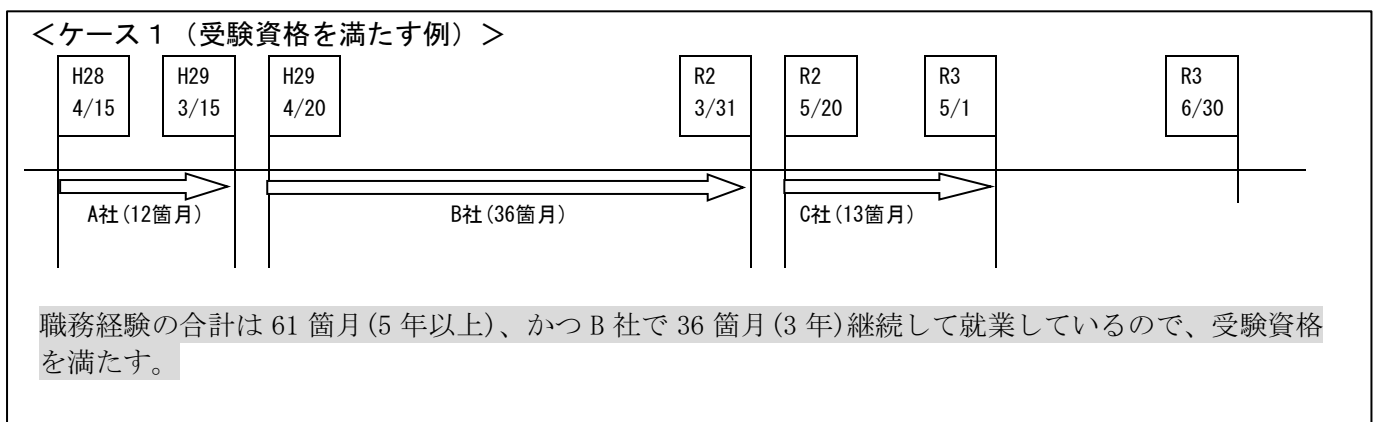 ＜ケース１（受験資格を満たす例）＞
H28 4/15
H29 3/15
H29 4/20
R2 3/31
R2 5/20
R3 5/1
R3 6/30
A社(12箇月)
B社(36箇月)
C社(13箇月)
職務経験の合計は 61 箇月(5 年以上)、かつ B 社で 36 箇月(3 年)継続して就業しているので、受験資格
を満たす。